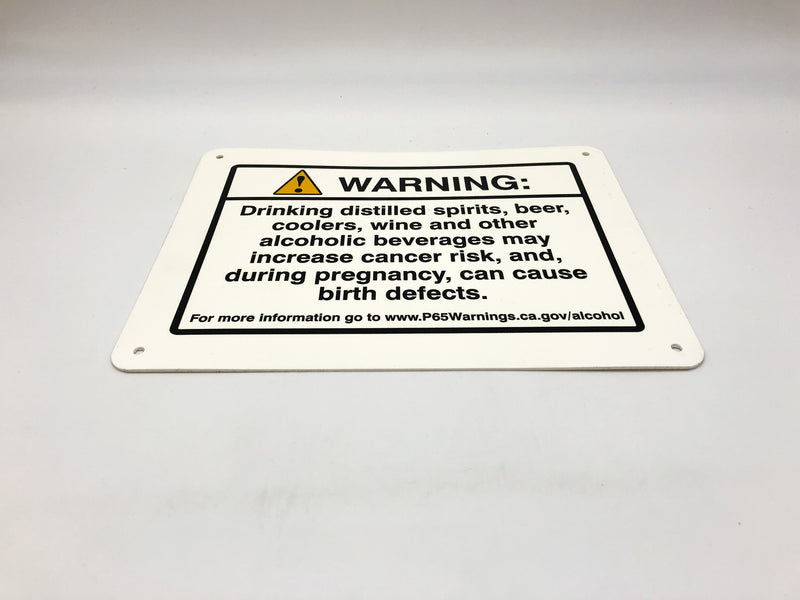 WARNING:
Drinking distilled spirits, beer,
coolers, wine and other
alcoholic beverages may
increase cancer risk, and,
during pregnancy, can cause
birth defects.
For more information go to www.P65Warnings.ca.gov/alcohol